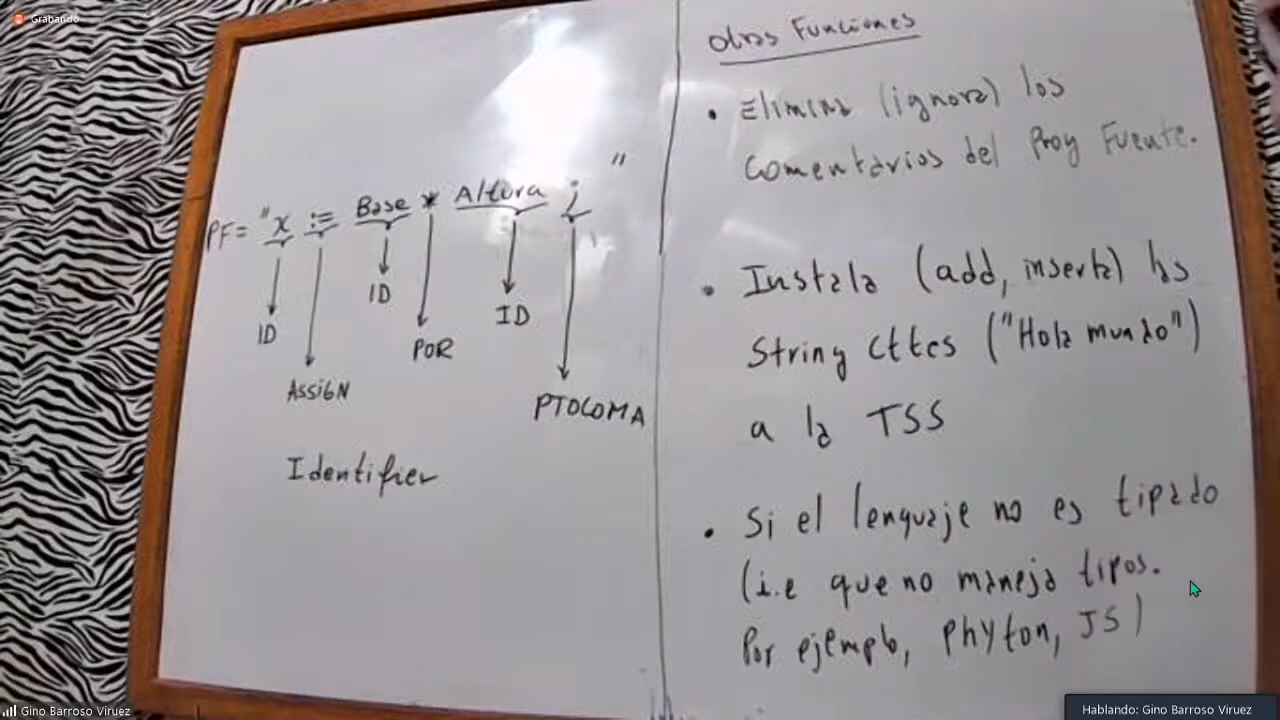 Grabando
PF= "x := Base * Altura ; "
ID
ASSIGN
ID
POR
ID
PTOCOMA
Identifier
Otras Funciones
• Elimina (ignora) los
Comentarios del Prog Fuente.
• Instala (add, inserta) las
String cttes ("Hola mundo")
a la TSS
• Si el lenguaje no es tipado
(i.e que no maneja tipos.
Por ejemplo, Phyton, JS)
Gino Barroso Viruez
Hablando: Gino Barroso Viruez